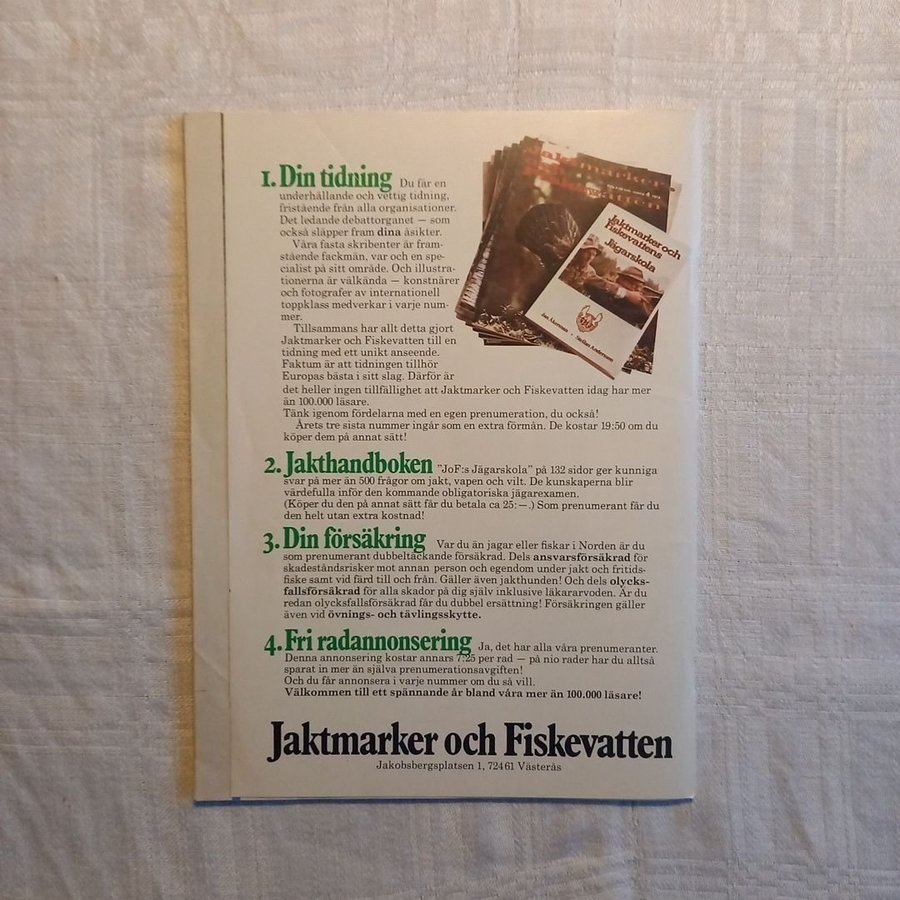 1. Din tidning Du får en
underhållande och vettig tidning,
fristående från alla organisationer.
Det ledande debattorganet — som
också släpper fram dina åsikter.
Våra fasta skribenter är fram-
stående fackmän, var och en spe-
cialist på sitt område. Och illustra-
tionerna är välkända — konstnärer
och fotografer av internationell
toppklass medverkar i varje num-
mer.
Tillsammans har allt detta gjort
Jaktmarker och Fiskevatten till en
tidning med ett unikt anseende.
Faktum är att tidningen tillhör
Europas bästa i sitt slag. Därför är
det heller ingen tillfällighet att Jaktmarker och Fiskevatten idag har mer
än 100.000 läsare.
Tänk igenom fördelarna med en egen prenumeration, du också!
Årets tre sista nummer ingår som en extra förmån. De kostar 19:50 om du
köper dem på annat sätt!
Jaktmarker och
Fiskevattens
Jägarskola
Jan Åkerman · Stellan Andersson
2. Jakthandboken "JoF:s Jägarskola" på 132 sidor ger kunniga
svar på mer än 500 frågor om jakt, vapen och vilt. De kunskaperna blir
värdefulla inför den kommande obligatoriska jägarexamen.
(Köper du den på annat sätt får du betala ca 25:—.) Som prenumerant får du
den helt utan extra kostnad!
3. Din försäkring Var du än jagar eller fiskar i Norden är du
som prenumerant dubbeltäckande försäkrad. Dels ansvarsförsäkrad för
skadeståndsrisker mot annan person och egendom under jakt och fritids-
fiske samt vid färd till och från. Gäller även jakthunden! Och dels olycks-
fallsförsäkrad för alla skador på dig själv inklusive läkararvoden. Är du
redan olycksfallsförsäkrad får du dubbel ersättning! Försäkringen gäller
även vid övnings- och tävlingsskytte.
4. Fri radannonsering Ja, det har alla våra prenumeranter.
Denna annonsering kostar annars 7:25 per rad — på nio rader har du alltså
sparat in mer än själva prenumerationsavgiften!
Och du får annonsera i varje nummer om du så vill.
Välkommen till ett spännande år bland våra mer än 100.000 läsare!
Jaktmarker och Fiskevatten
Jakobsbergsplatsen 1, 724 61 Västerås